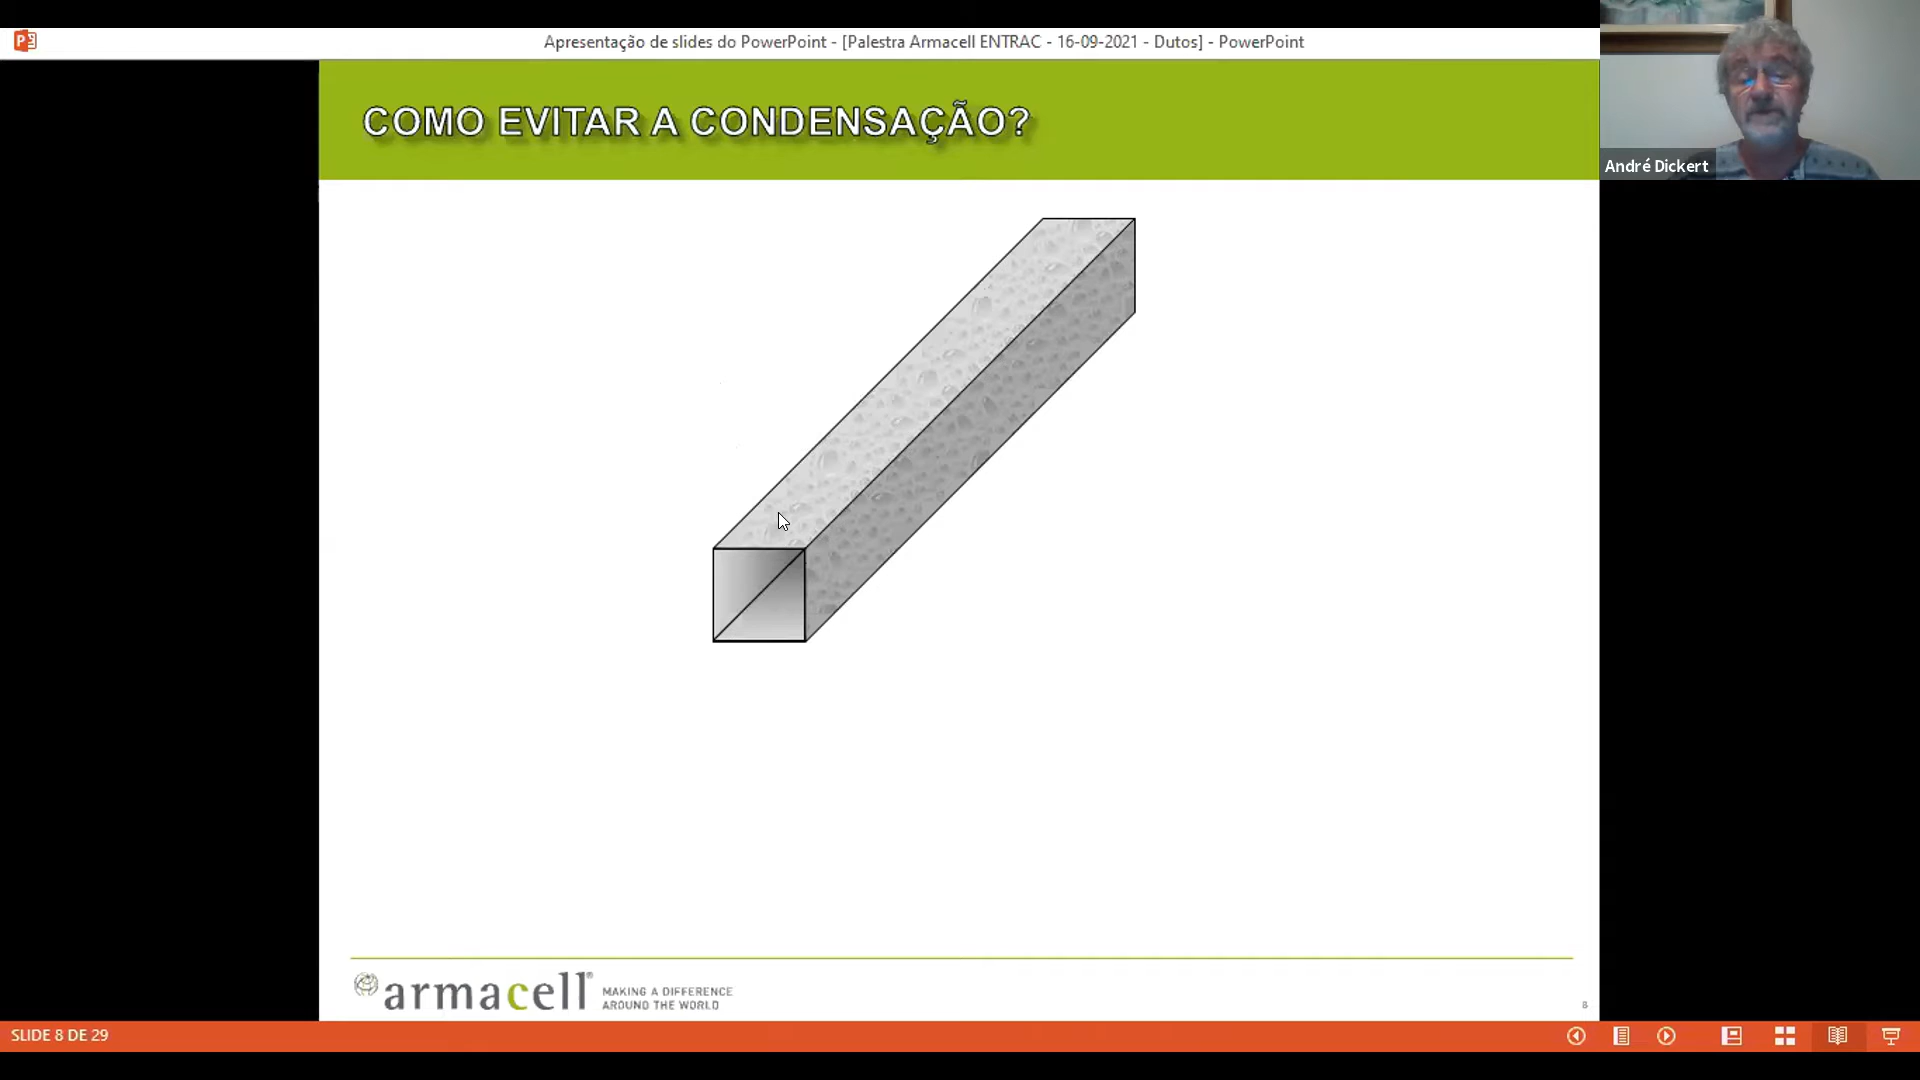 Apresentação de slides do PowerPoint - [Palestra Armacell ENTRAC - 16-09-2021 - Dutos] - PowerPoint
COMO EVITAR A CONDENSAÇÃO?
André Dickert
armacell®
MAKING A DIFFERENCE
AROUND THE WORLD
8
SLIDE 8 DE 29